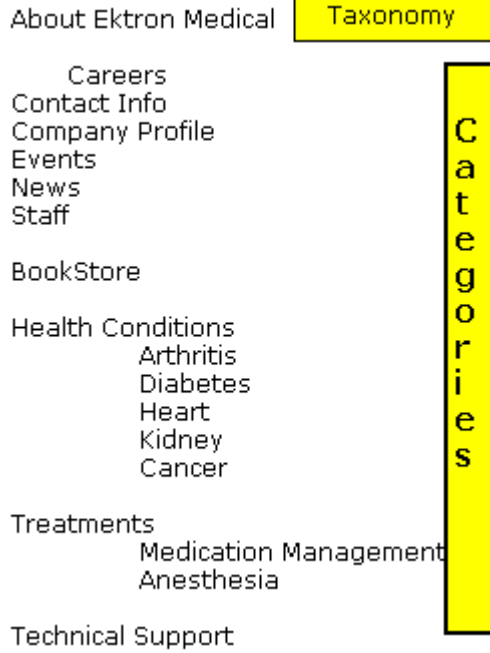 About Ektron Medical Taxonomy
Careers
Contact Info
Company Profile
Events
News
Staff
BookStore
Health Conditions
Arthritis
Diabetes
Heart
Kidney
Cancer
Treatments
Medication Management
Anesthesia
Technical Support
Categories